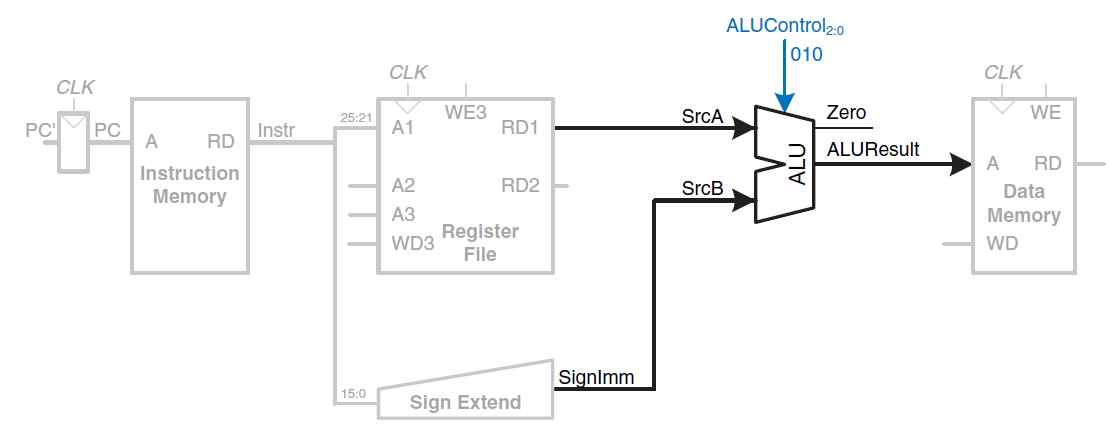 ALUControl2:0
010
CLK
PC'
PC
A
RD
Instruction
Memory
Instr
25:21
15:0
CLK
WE3
A1
RD1
A2
RD2
A3
WD3
Register
File
Sign Extend
SignImm
SrcA
SrcB
ALU
Zero
ALUResult
CLK
WE
A
RD
Data
Memory
WD